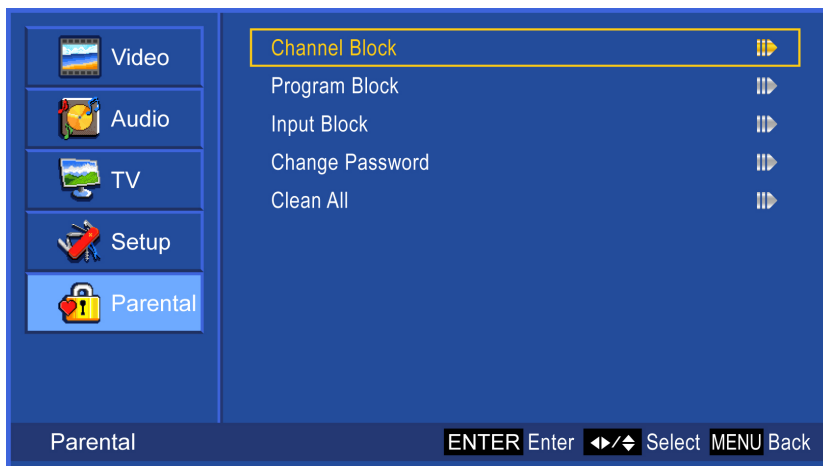 Video
Audio
TV
Setup
Parental
Channel Block
Program Block
Input Block
Change Password
Clean All
Parental ENTER Enter ◀▶/◆ Select MENU Back